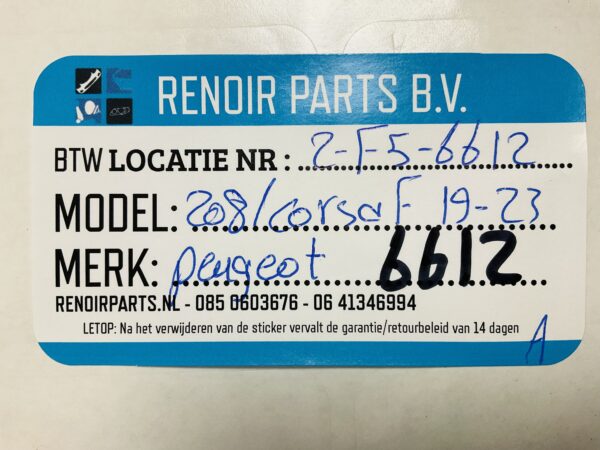 RENOIR PARTS B.V.
BTW LOCATIE NR : 2-F-5-6612
MODEL: 208/corsa F 19-23
MERK: peugeot 6612
RENOIRPARTS.NL - 085 0603676 - 06 41346994
LETOP: Na het verwijderen van de sticker vervalt de garantie/retourbeleid van 14 dagen
A